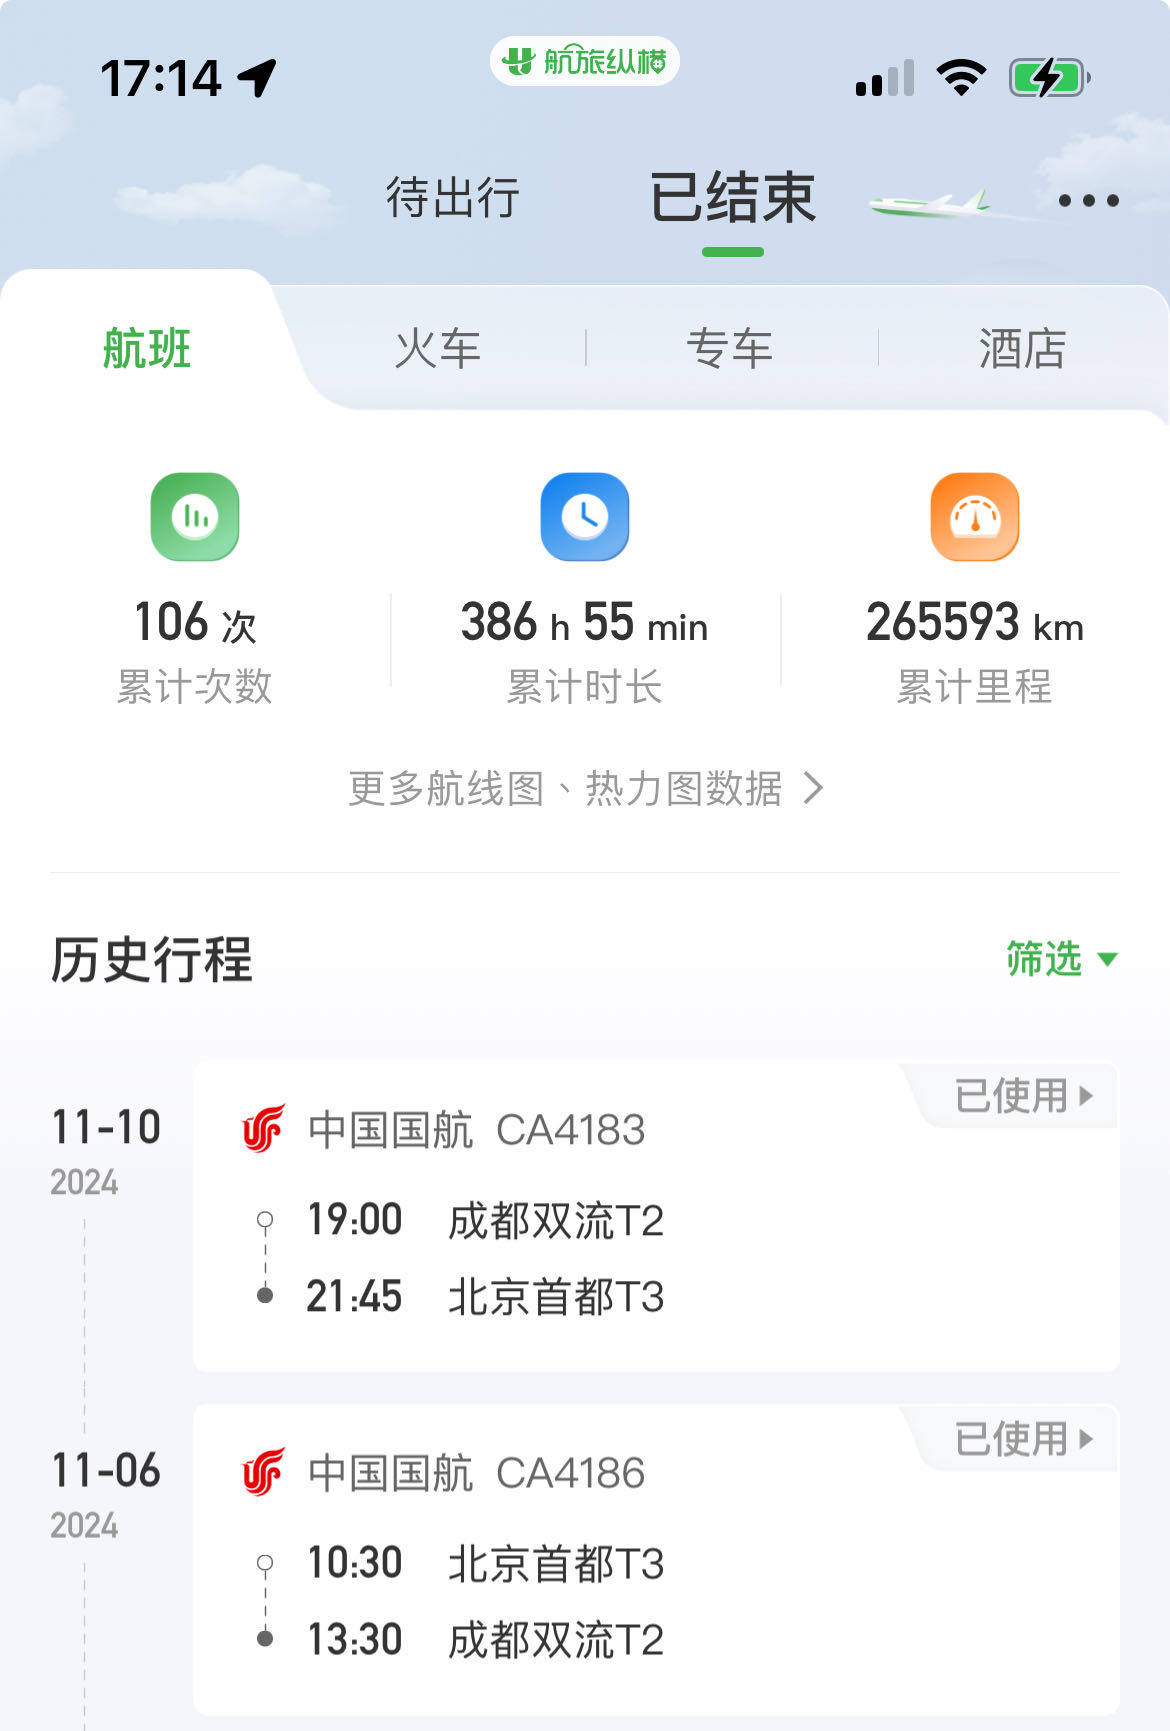 17:14
航旅纵横
待出行 已结束
航班 火车 专车 酒店
106 次 386 h 55 min 265593 km
累计次数 累计时长 累计里程
更多航线图、热力图数据
历史行程 筛选
已使用
11-10 中国国航 CA4183
2024
19:00 成都双流T2
21:45 北京首都T3
已使用
11-06 中国国航 CA4186
2024
10:30 北京首都T3
13:30 成都双流T2